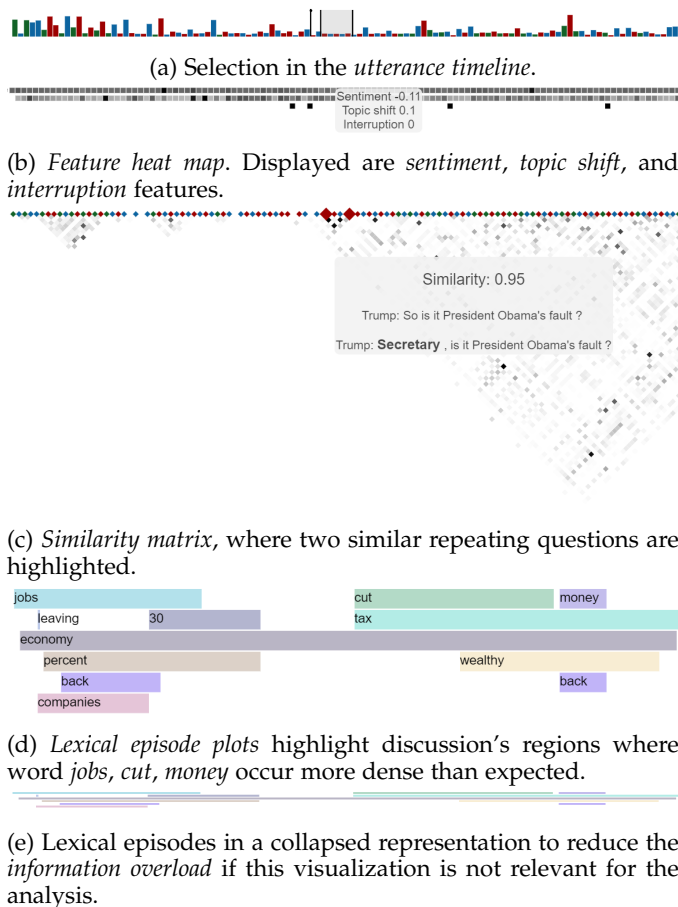 (a) Selection in the utterance timeline.
Sentiment -0.11
Topic shift 0.1
Interruption 0
(b) Feature heat map. Displayed are sentiment, topic shift, and
interruption features.
Similarity: 0.95
Trump: So is it President Obama's fault ?
Trump: Secretary , is it President Obama's fault ?
(c) Similarity matrix, where two similar repeating questions are
highlighted.
jobs cut money
leaving 30 tax
economy
percent wealthy
back back
companies
(d) Lexical episode plots highlight discussion's regions where
word jobs, cut, money occur more dense than expected.
(e) Lexical episodes in a collapsed representation to reduce the
information overload if this visualization is not relevant for the
analysis.